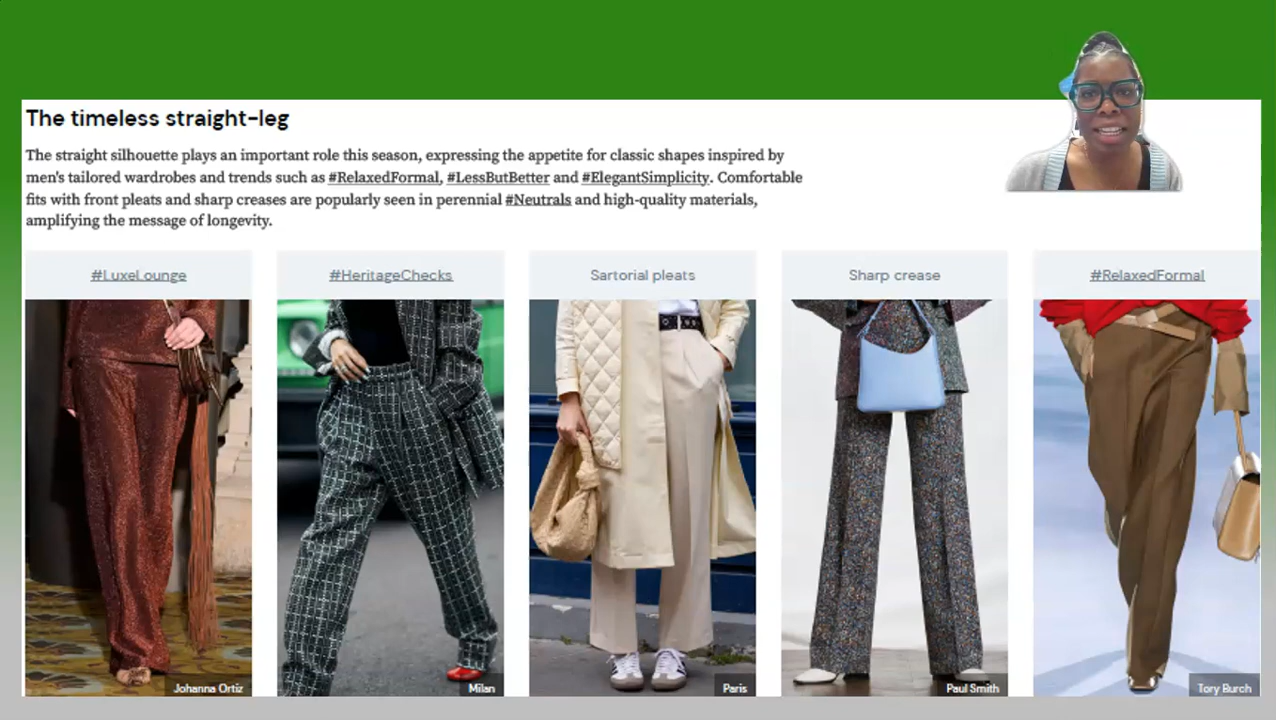 The timeless straight-leg
The straight silhouette plays an important role this season, expressing the appetite for classic shapes inspired by
men's tailored wardrobes and trends such as #RelaxedFormal, #LessButBetter and #ElegantSimplicity. Comfortable
fits with front pleats and sharp creases are popularly seen in perennial #Neutrals and high-quality materials,
amplifying the message of longevity.
#LuxeLounge
#HeritageChecks
Sartorial pleats
Sharp crease
#RelaxedFormal
Johanna Ortiz
Milan
Paris
Paul Smith
Tory Burch